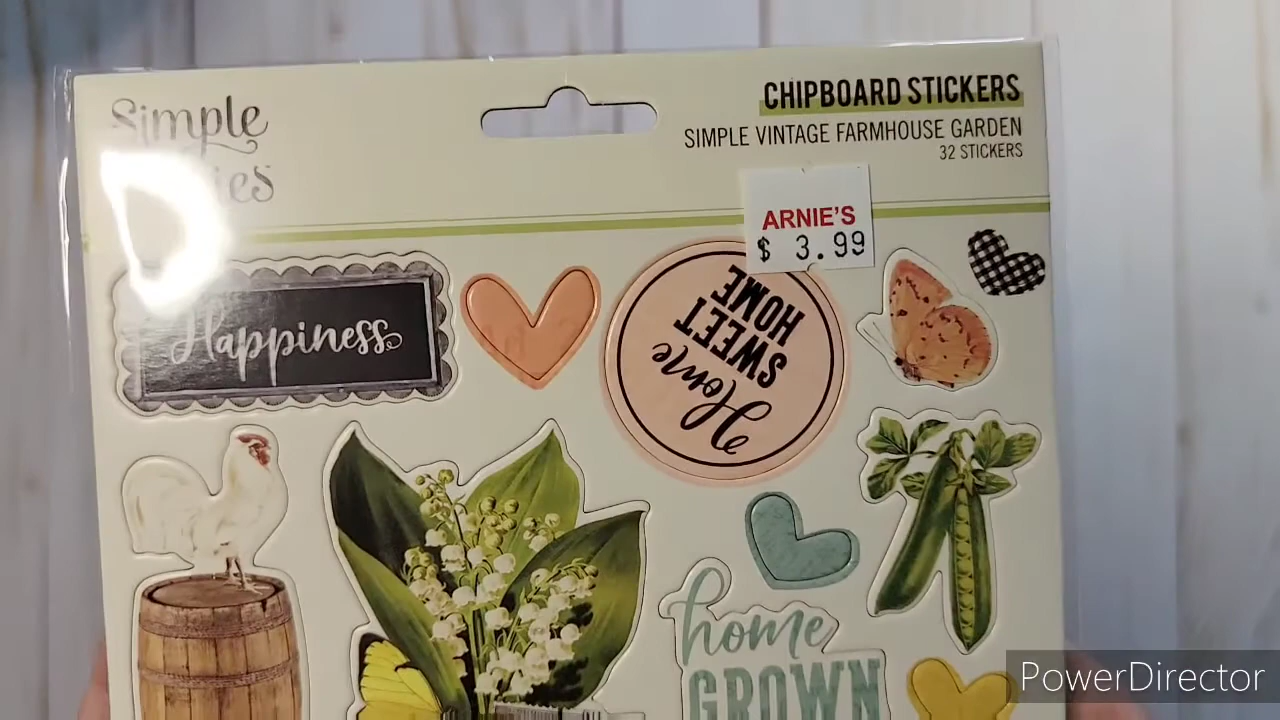 Simple
CHIPBOARD STICKERS
SIMPLE VINTAGE FARMHOUSE GARDEN
32 STICKERS
ARNIE'S
$ 3.99
Happiness
Home
SWEET
HOME
home
GROWN
PowerDirector